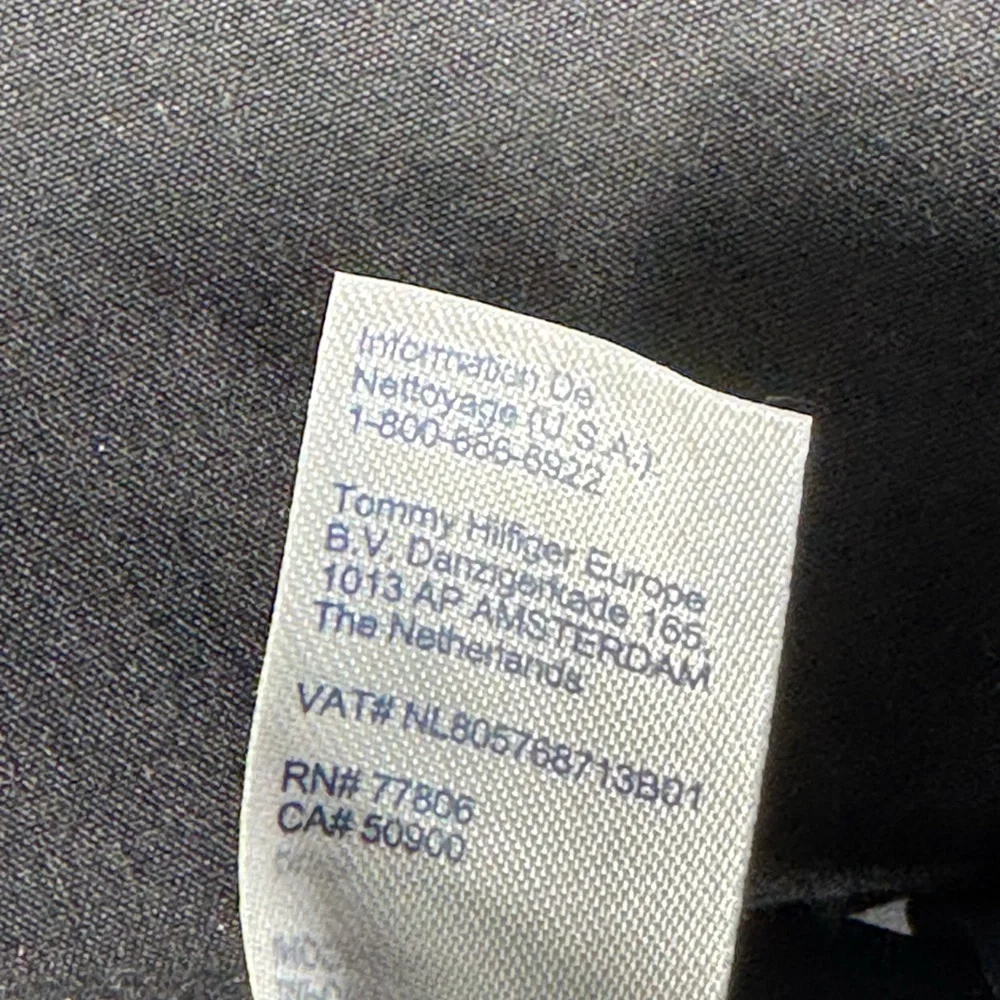 Information De
Nettoyage (U.S.A.):
1-800-666-6922
Tommy Hilfiger Europe
B.V. Danzigerkade 165,
1013 AP AMSTERDAM
The Netherlands
VAT# NL805768713B01
RN# 77806
CA# 50900